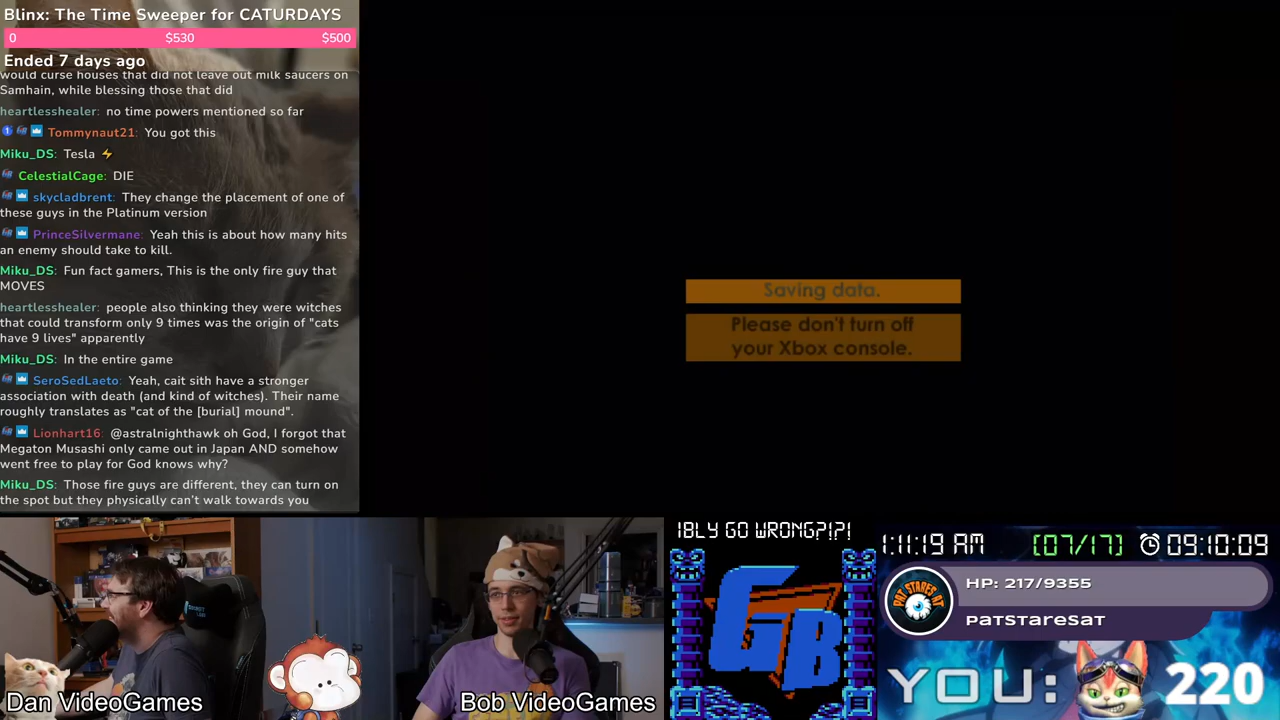 Blinx: The Time Sweeper for CATURDAYS
0 $530 $500
Ended 7 days ago
would curse houses that did not leave out milk saucers on
Samhain, while blessing those that did
heartlesshealer: no time powers mentioned so far
Tommynaut21: You got this
Miku_DS: Tesla ⚡
CelestialCage: DIE
skycladbrent: They change the placement of one of
these guys in the Platinum version
PrinceSilvermane: Yeah this is about how many hits
an enemy should take to kill.
Miku_DS: Fun fact gamers, This is the only fire guy that
MOVES
heartlesshealer: people also thinking they were witches
that could transform only 9 times was the origin of "cats
have 9 lives" apparently
Miku_DS: In the entire game
SeroSedLaeto: Yeah, cait sith have a stronger
association with death (and kind of witches). Their name
roughly translates as "cat of the [burial] mound".
Lionhart16: @astralnighthawk oh God, I forgot that
Megaton Musashi only came out in Japan AND somehow
went free to play for God knows why?
Miku_DS: Those fire guys are different, they can turn on
the spot but they physically can't walk towards you
Saving data.
Please don't turn off
your Xbox console.
Dan VideoGames
Bob VideoGames
IBLY GO WRONG?!?!
GB
1:11:19 AM [07/17] 09:10:09
PAT STARES AT
HP: 217/9355
PatStaresAt
YOU: 220